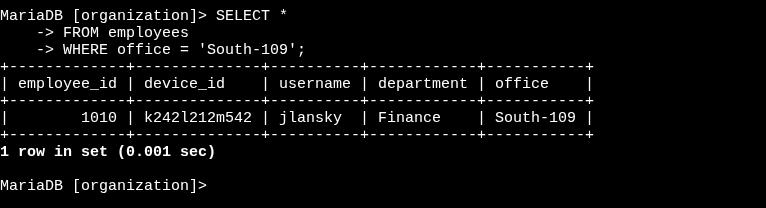 MariaDB [organization]> SELECT *
    -> FROM employees
    -> WHERE office = 'South-109';
+-------------+--------------+----------+------------+-----------+
| employee_id | device_id    | username | department | office    |
+-------------+--------------+----------+------------+-----------+
|        1010 | k242l212m542 | jlansky  | Finance    | South-109 |
+-------------+--------------+----------+------------+-----------+
1 row in set (0.001 sec)

MariaDB [organization]>